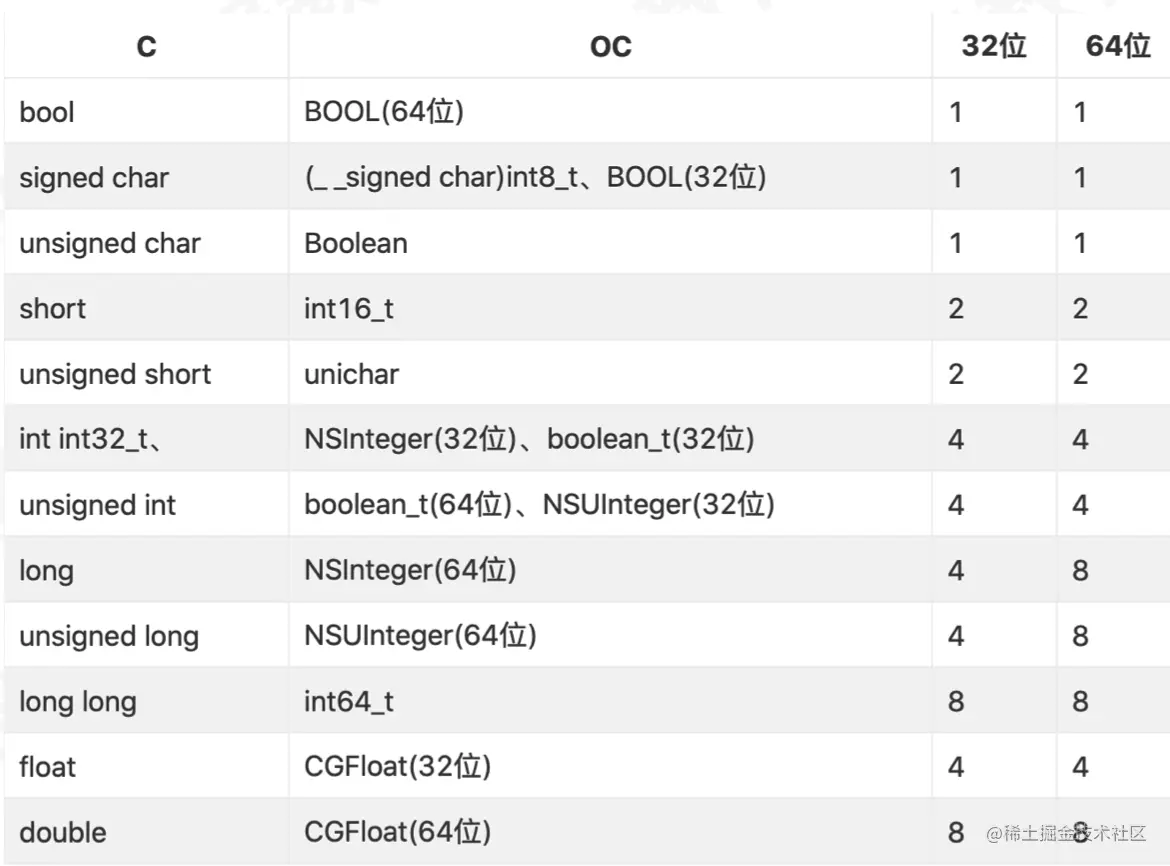 C OC 32位 64位
bool BOOL(64位) 1 1
signed char (_ _signed char)int8_t、BOOL(32位) 1 1
unsigned char Boolean 1 1
short int16_t 2 2
unsigned short unichar 2 2
int int32_t、 NSInteger(32位)、boolean_t(32位) 4 4
unsigned int boolean_t(64位)、NSUInteger(32位) 4 4
long NSInteger(64位) 4 8
unsigned long NSUInteger(64位) 4 8
long long int64_t 8 8
float CGFloat(32位) 4 4
double CGFloat(64位) 8 8
@稀土掘金技术社区